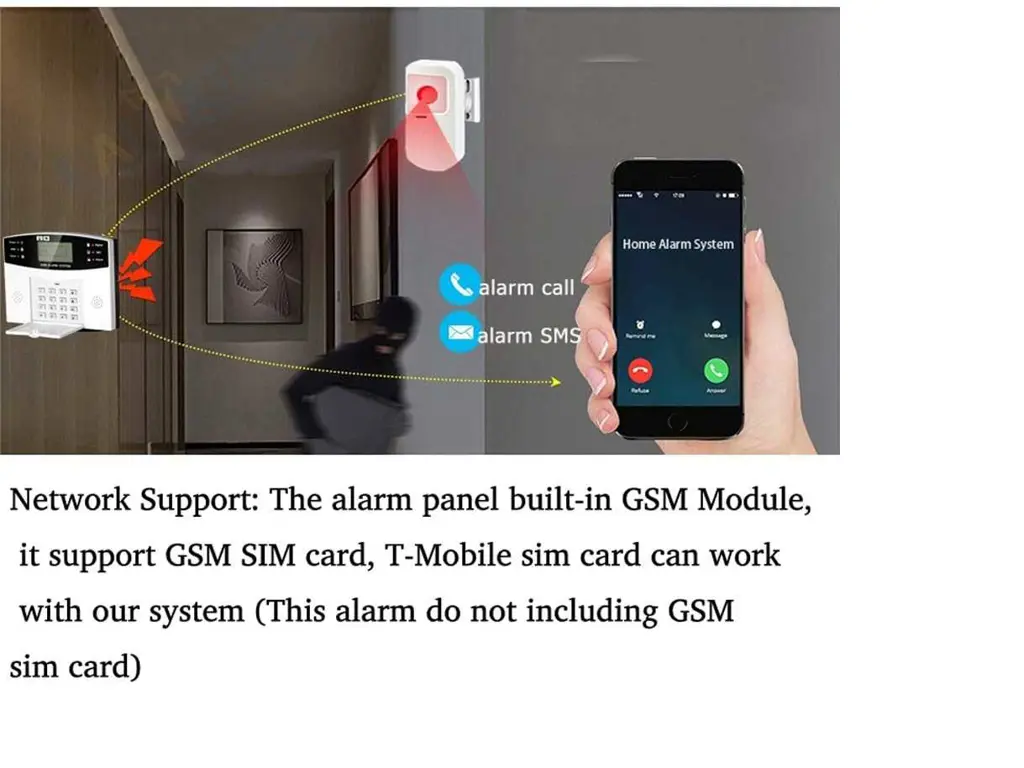 Home Alarm System
alarm call
alarm SMS
Remind me
Message
Refuse
Answer
Network Support: The alarm panel built-in GSM Module,
it support GSM SIM card, T-Mobile sim card can work
with our system (This alarm do not including GSM
sim card)